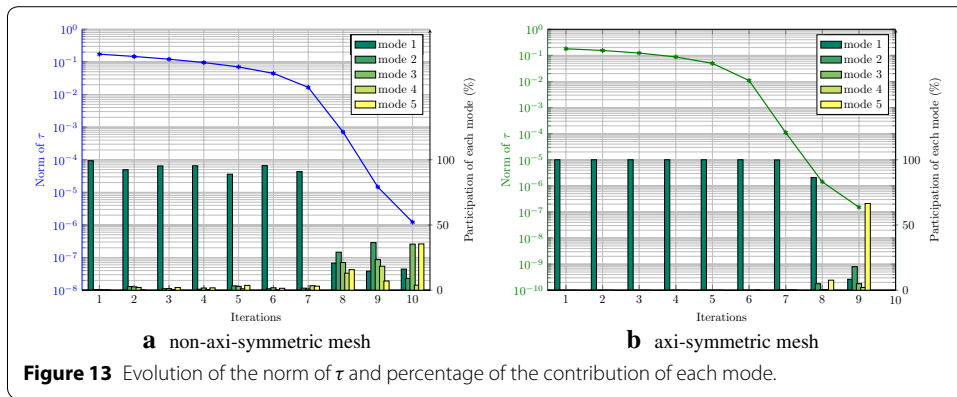 10^0
10^-1
10^-2
10^-3
10^-4
10^-5
10^-6
10^-7
10^-8
Norm of τ
mode 1
mode 2
mode 3
mode 4
mode 5
100
50
0
Participation of each mode (%)
1 2 3 4 5 6 7 8 9 10
Iterations
a non-axi-symmetric mesh
10^0
10^-1
10^-2
10^-3
10^-4
10^-5
10^-6
10^-7
10^-8
10^-9
10^-10
Norm of τ
mode 1
mode 2
mode 3
mode 4
mode 5
100
50
0
Participation of each mode (%)
1 2 3 4 5 6 7 8 9 10
Iterations
b axi-symmetric mesh
Figure 13 Evolution of the norm of τ and percentage of the contribution of each mode.